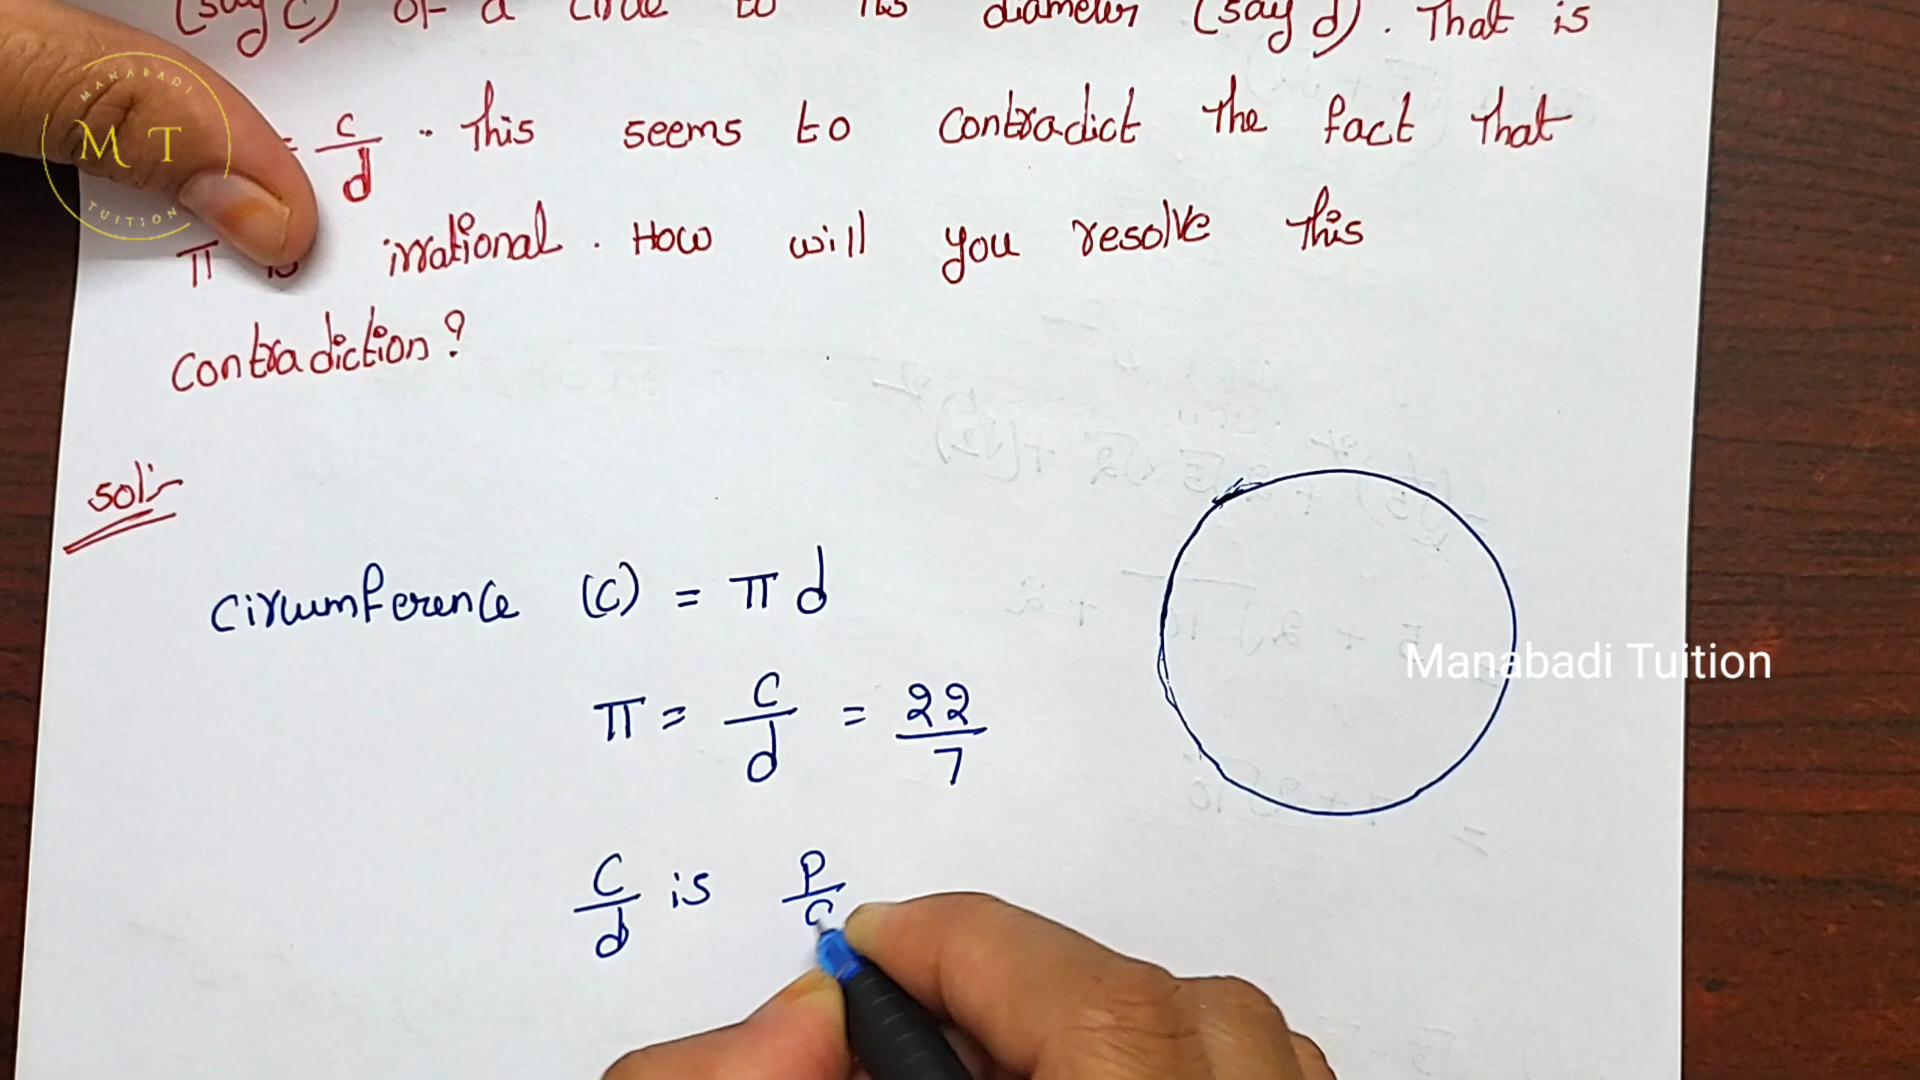 (say c) of a circle to its diameter (say d). That is
= c/d. This seems to contradict the fact that
π is irrational. How will you resolve this
contradiction?
Sol:-
Circumference (C) = πd
π = c/d = 22/7
c/d is p/
MANABADI
MT
TUITION
Manabadi Tuition